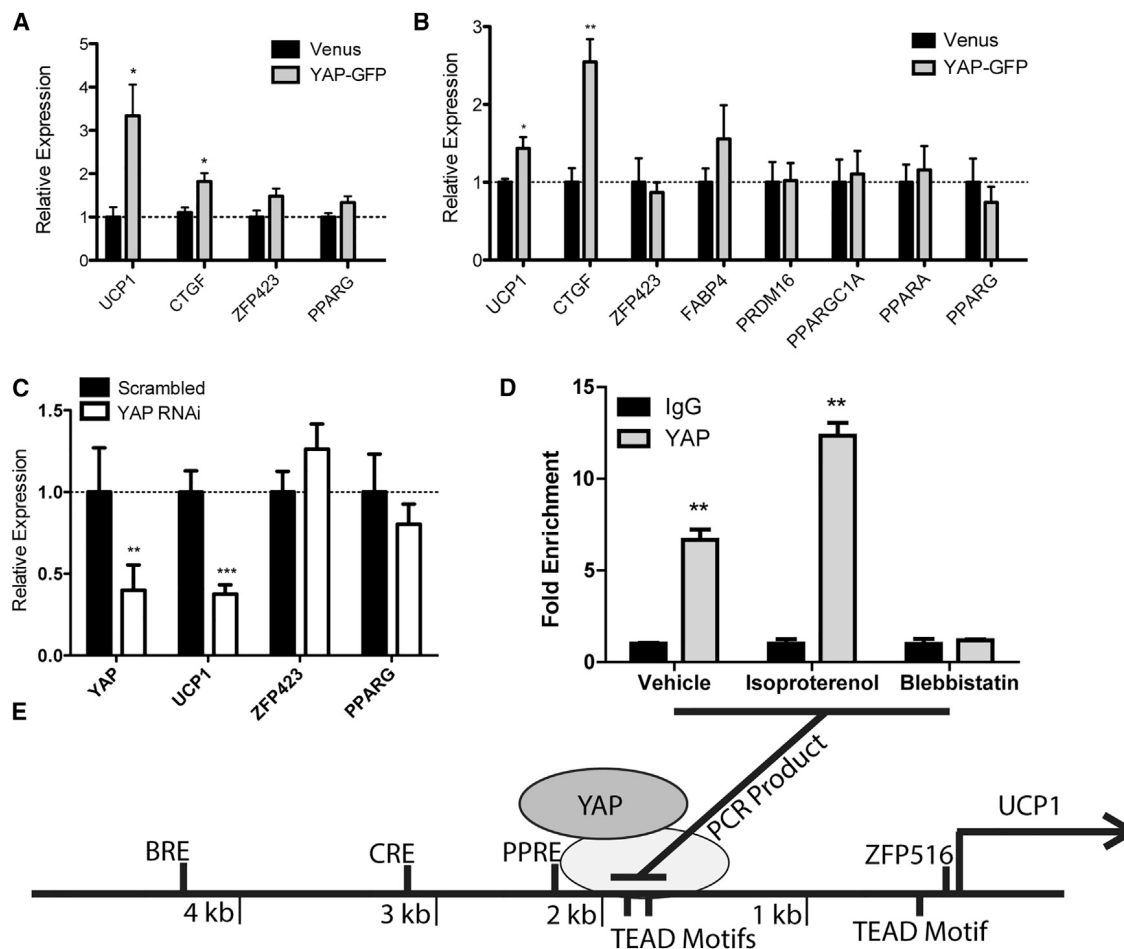 A
Relative Expression
5
4
3
2
1
0
Venus
YAP-GFP
*
*
UCP1
CTGF
ZFP423
PPARG
B
Relative Expression
3
2
1
0
Venus
YAP-GFP
*
**
UCP1
CTGF
ZFP423
FABP4
PRDM16
PPARGC1A
PPARA
PPARG
C
Scrambled
YAP RNAi
Relative Expression
1.5
1.0
0.5
0.0
**
***
YAP
UCP1
ZFP423
PPARG
D
Fold Enrichment
15
10
5
0
IgG
YAP
**
**
Vehicle
Isoproterenol
Blebbistatin
E
YAP
PCR Product
UCP1
BRE
CRE
PPRE
ZFP516
4 kb
3 kb
2 kb
1 kb
TEAD Motifs
TEAD Motif